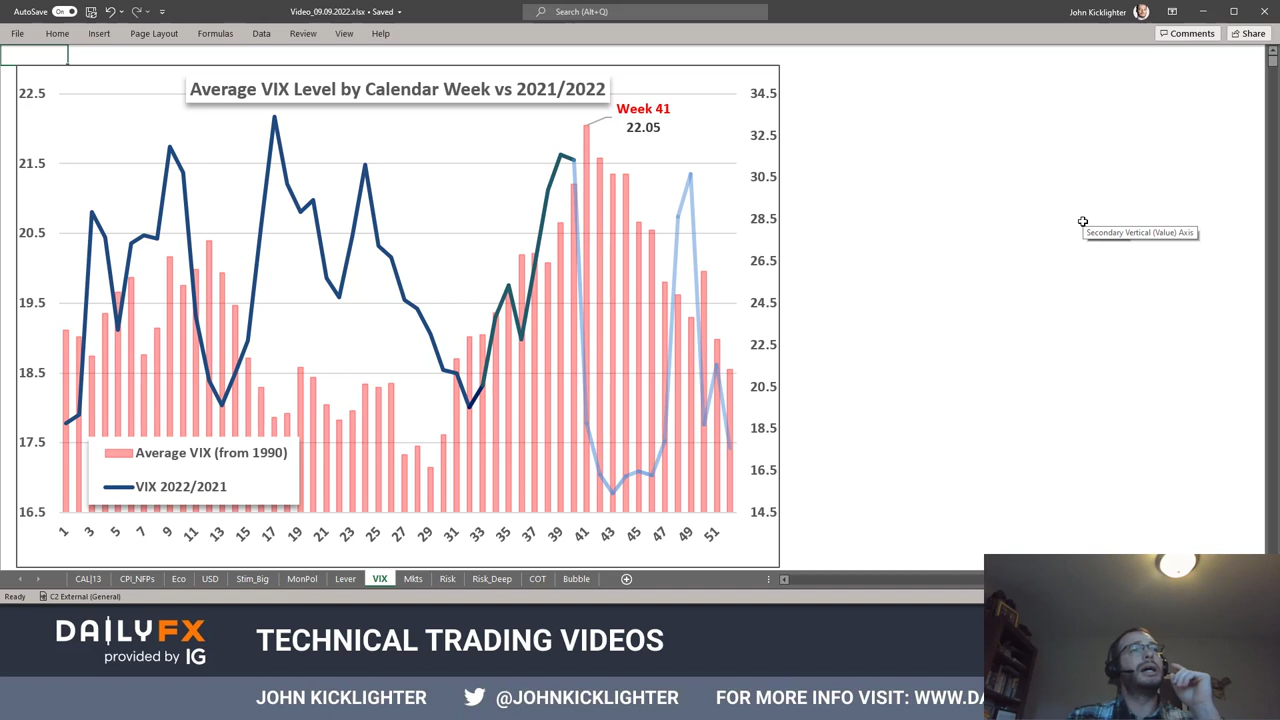 AutoSave On Video_09.09.2022.xlsx • Saved Search (Alt+Q) John Kicklighter
File Home Insert Page Layout Formulas Data Review View Help Comments Share
Average VIX Level by Calendar Week vs 2021/2022
Week 41
22.05
22.5
21.5
20.5
19.5
18.5
17.5
16.5
34.5
32.5
30.5
28.5
26.5
24.5
22.5
20.5
18.5
16.5
14.5
Secondary Vertical (Value) Axis
Average VIX (from 1990)
VIX 2022/2021
1 3 5 7 9 11 13 15 17 19 21 23 25 27 29 31 33 35 37 39 41 43 45 47 49 51
CAL|13 CPI_NFPs Eco USD Stim_Big MonPol Lever VIX Mkts Risk Risk_Deep COT Bubble
Ready C2 External (General)
DAILYFX
provided by IG
TECHNICAL TRADING VIDEOS
JOHN KICKLIGHTER @JOHNKICKLIGHTER FOR MORE INFO VISIT: WWW.DA